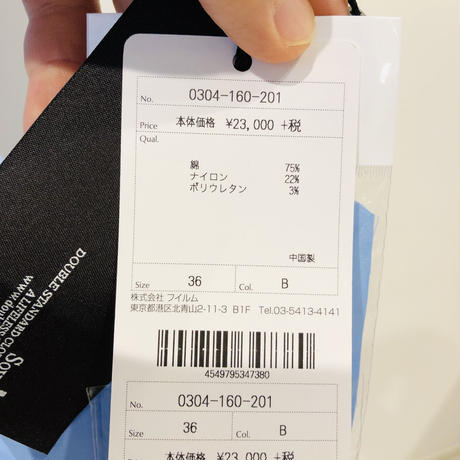 No. 0304-160-201
Price 本体価格 ¥23,000 +税
Qual.
綿 75%
ナイロン 22%
ポリウレタン 3%
中国製
Size 36 Col. B
株式会社 フイルム
東京都港区北青山2-11-3 B1F Tel.03-5413-4141
4549795347380
No. 0304-160-201
Size 36 Col. B
Price 本体価格 ¥23,000 +税
DOUBLE STANDARD